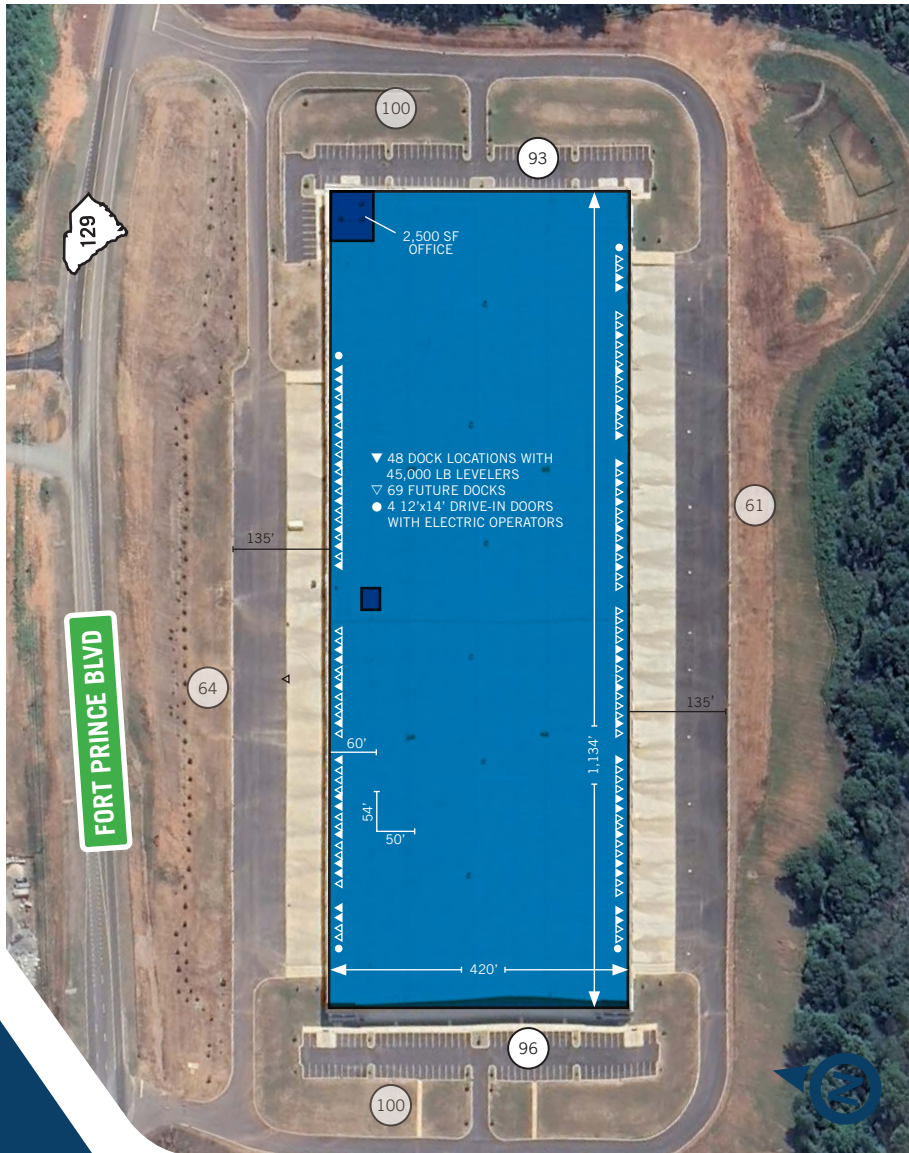 100
93
129
2,500 SF
OFFICE
▼ 48 DOCK LOCATIONS WITH
45,000 LB LEVELERS
▽ 69 FUTURE DOCKS
● 4 12'x14' DRIVE-IN DOORS
WITH ELECTRIC OPERATORS
61
135'
FORT PRINCE BLVD
64
135'
60'
1,134'
54'
50'
420'
96
100
N